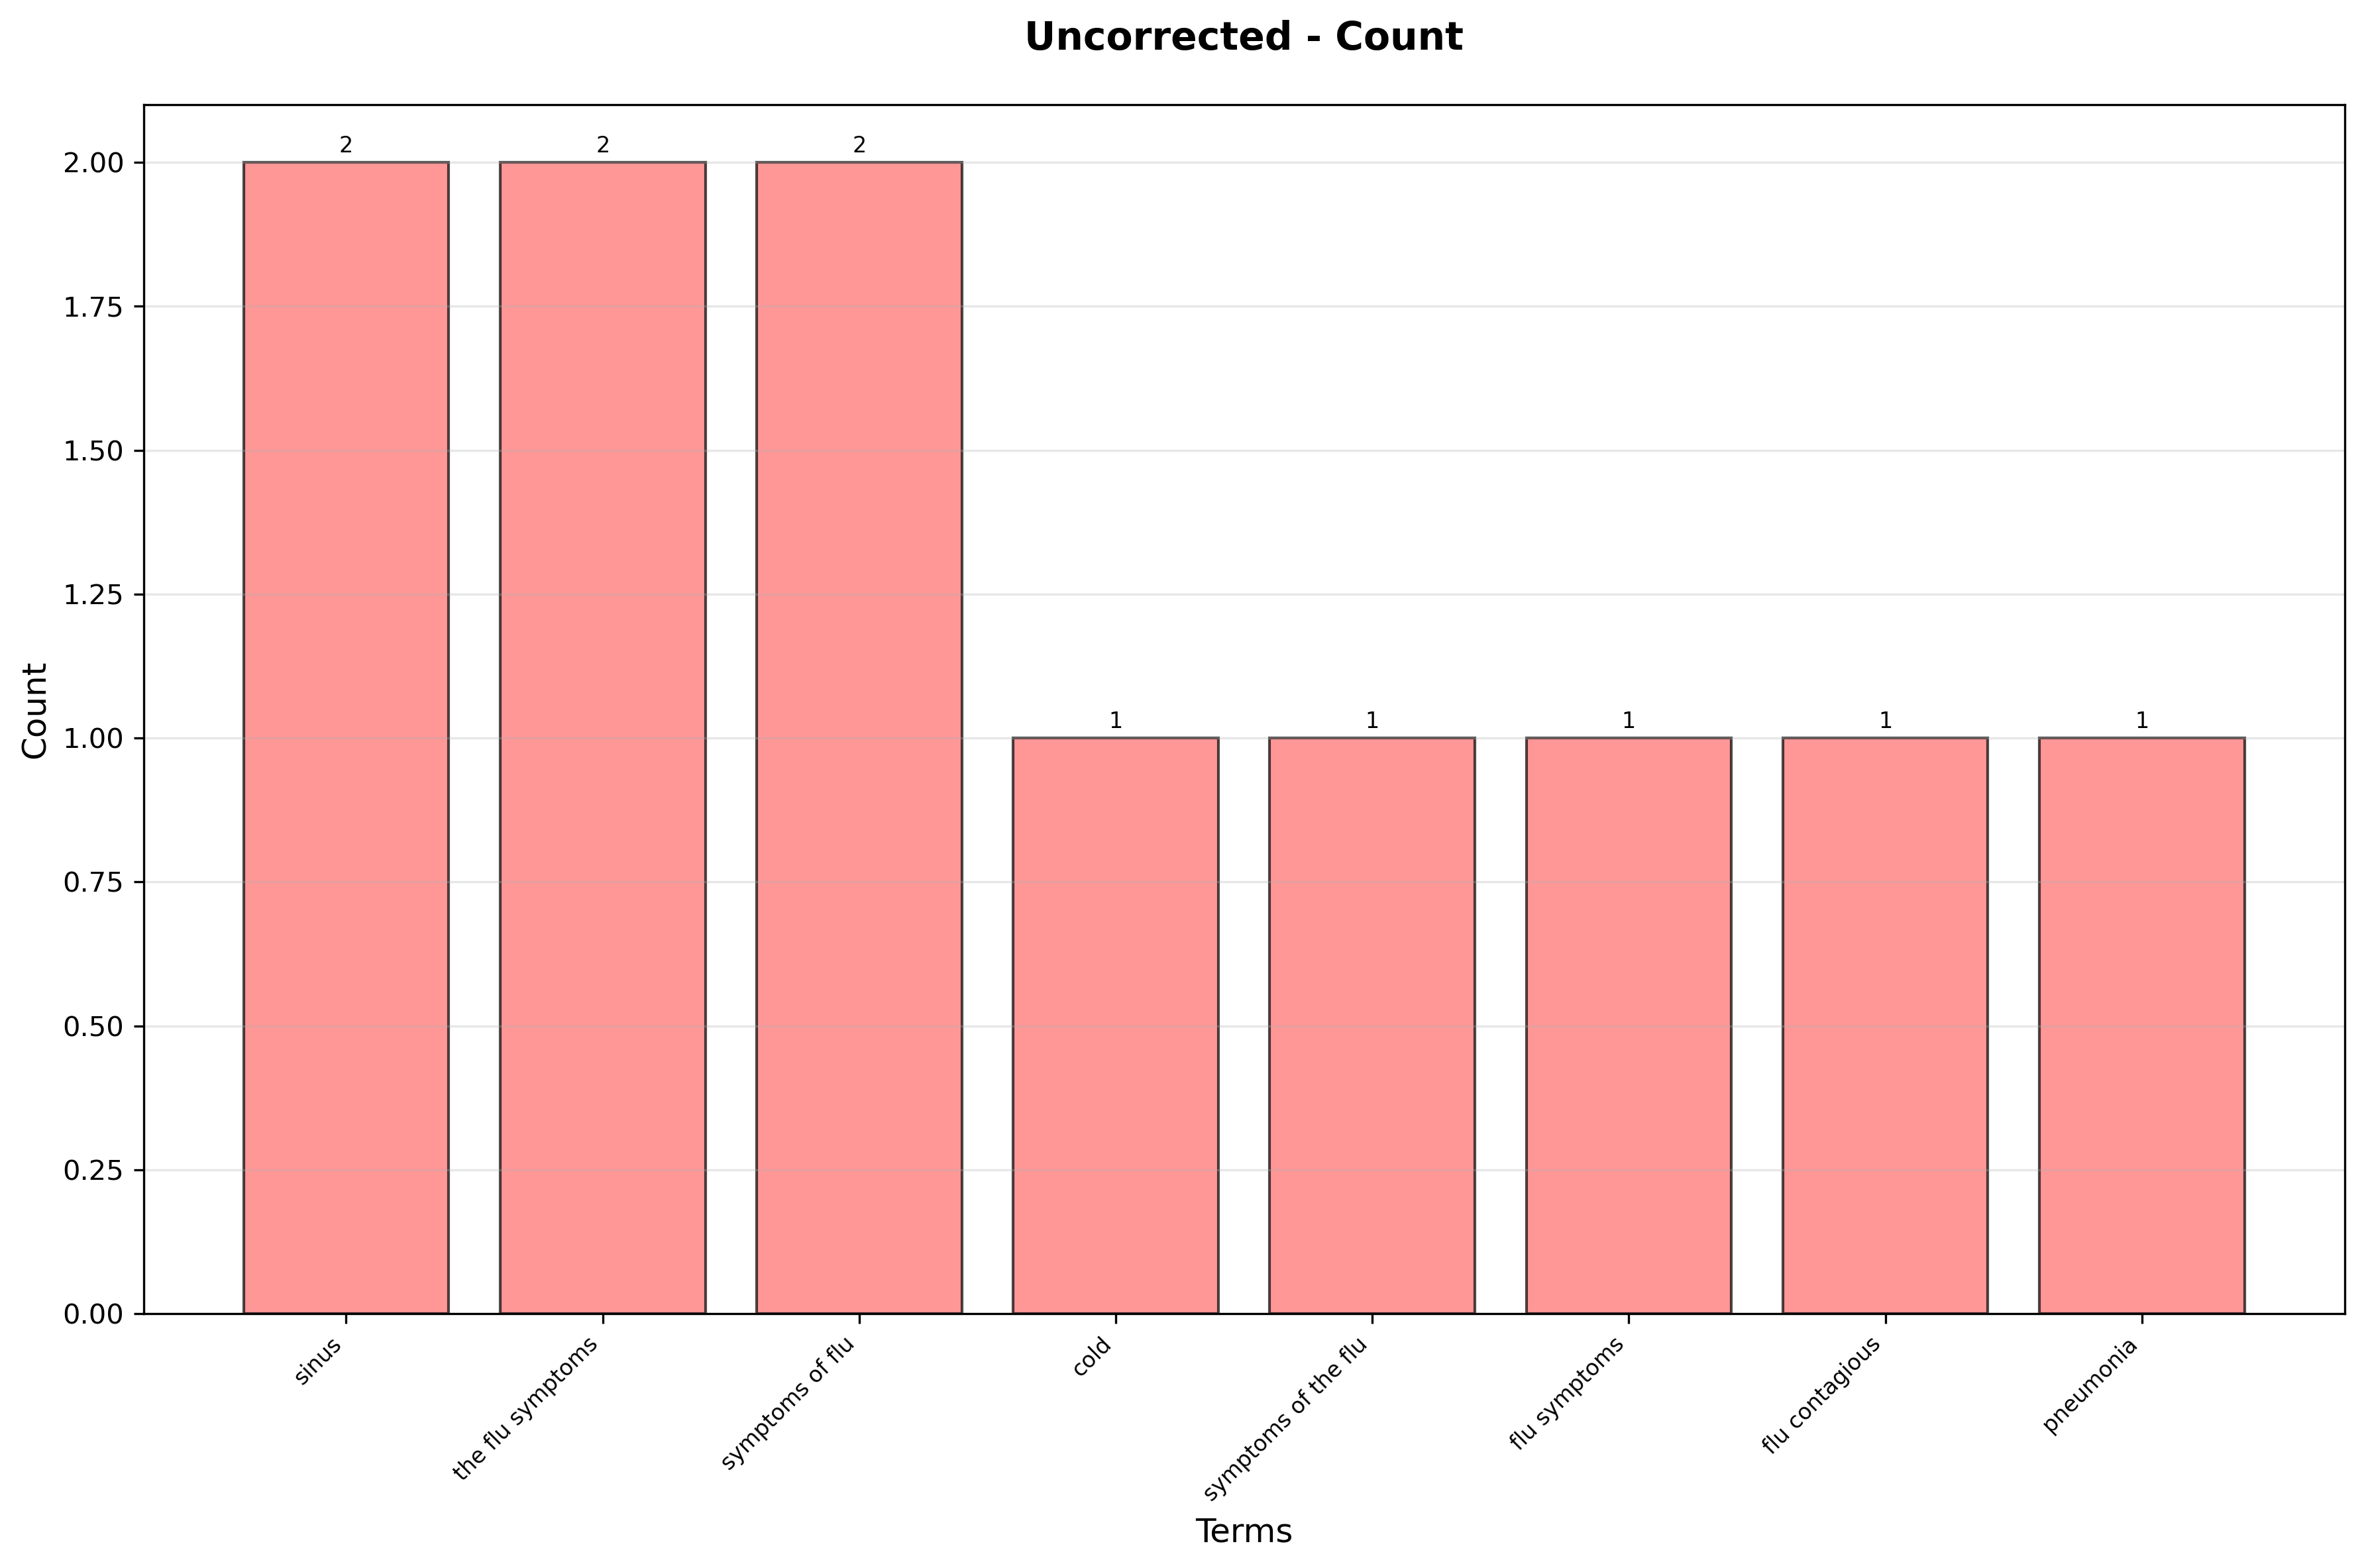 Uncorrected - Count
2 2 2
2.00
1.75
1.50
1.25
1 1 1 1 1
1.00
0.75
0.50
0.25
0.00
Count
sinus
the flu symptoms
symptoms of flu
cold
symptoms of the flu
flu symptoms
flu contagious
pneumonia
Terms